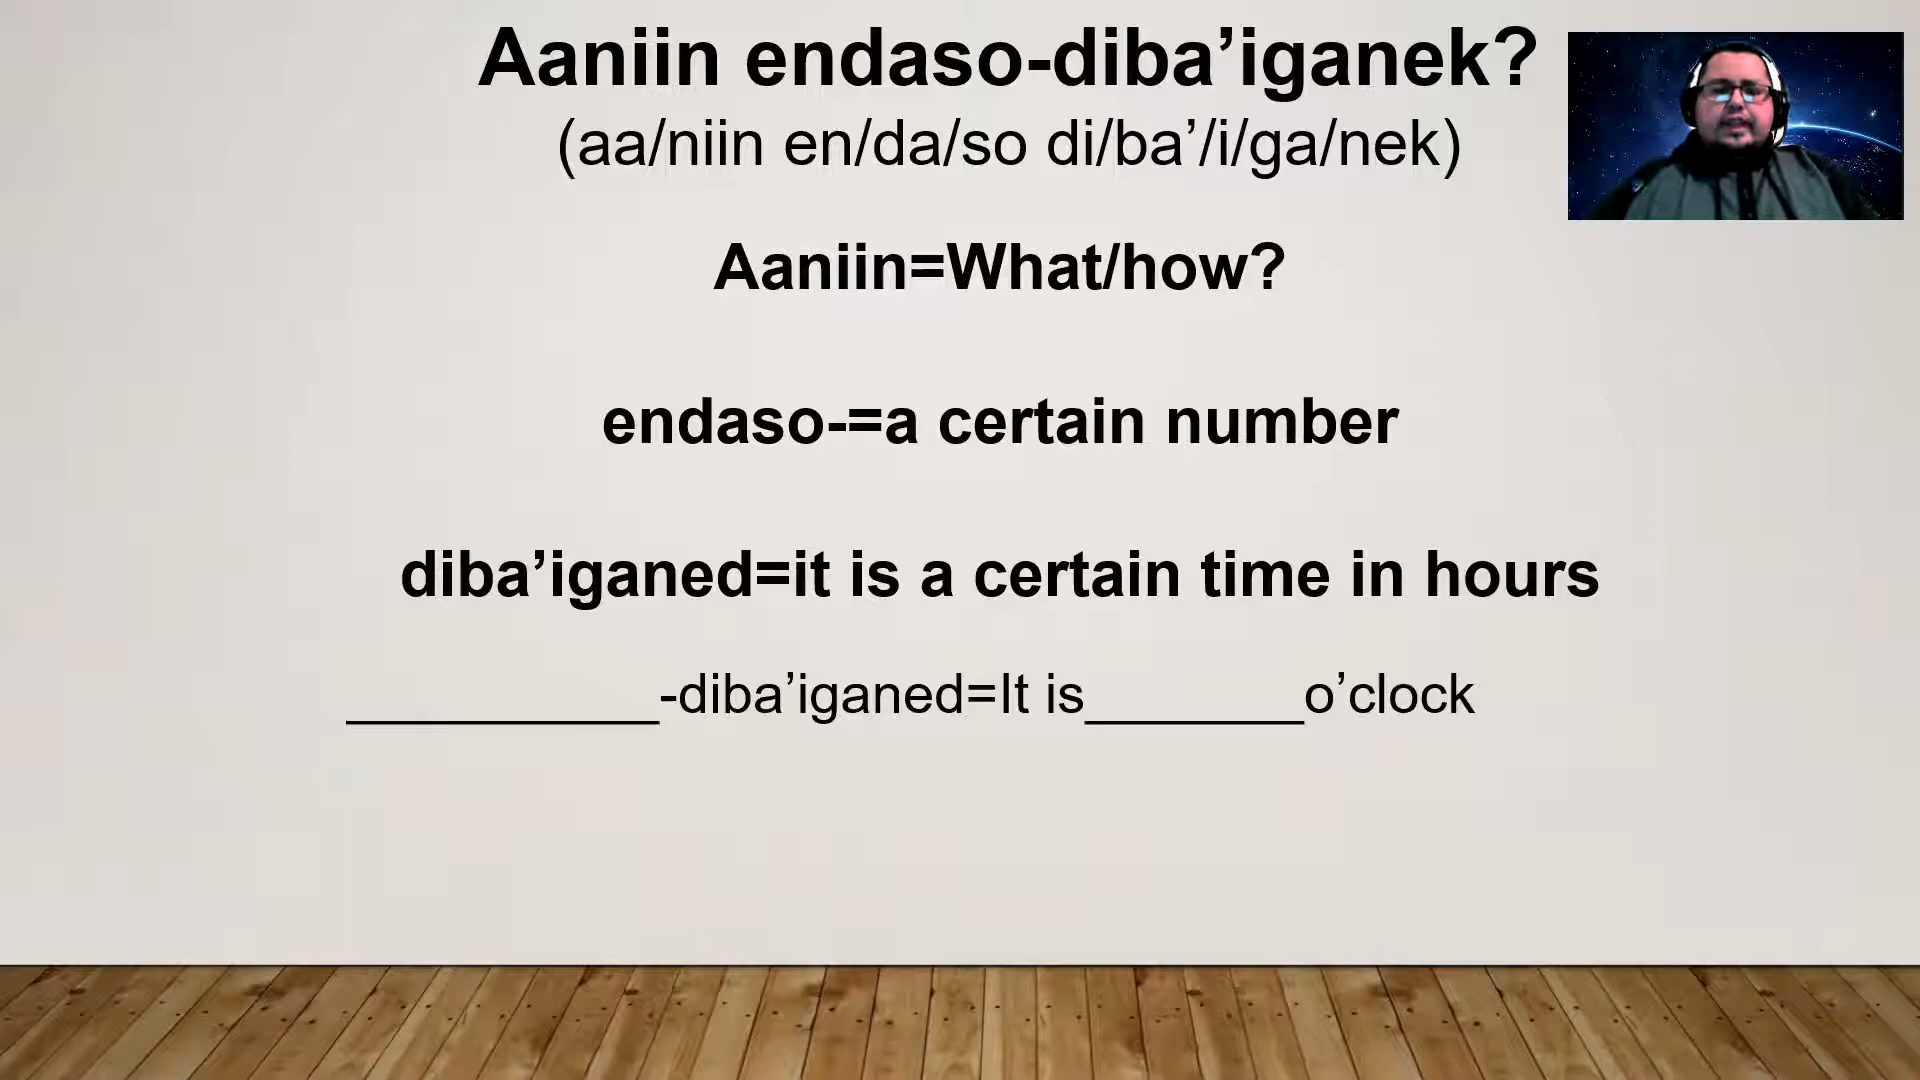 Aaniin endaso-diba’iganek?
(aa/niin en/da/so di/ba’/i/ga/nek)
Aaniin=What/how?
endaso-=a certain number
diba’iganed=it is a certain time in hours
__________-diba’iganed=It is_______o’clock